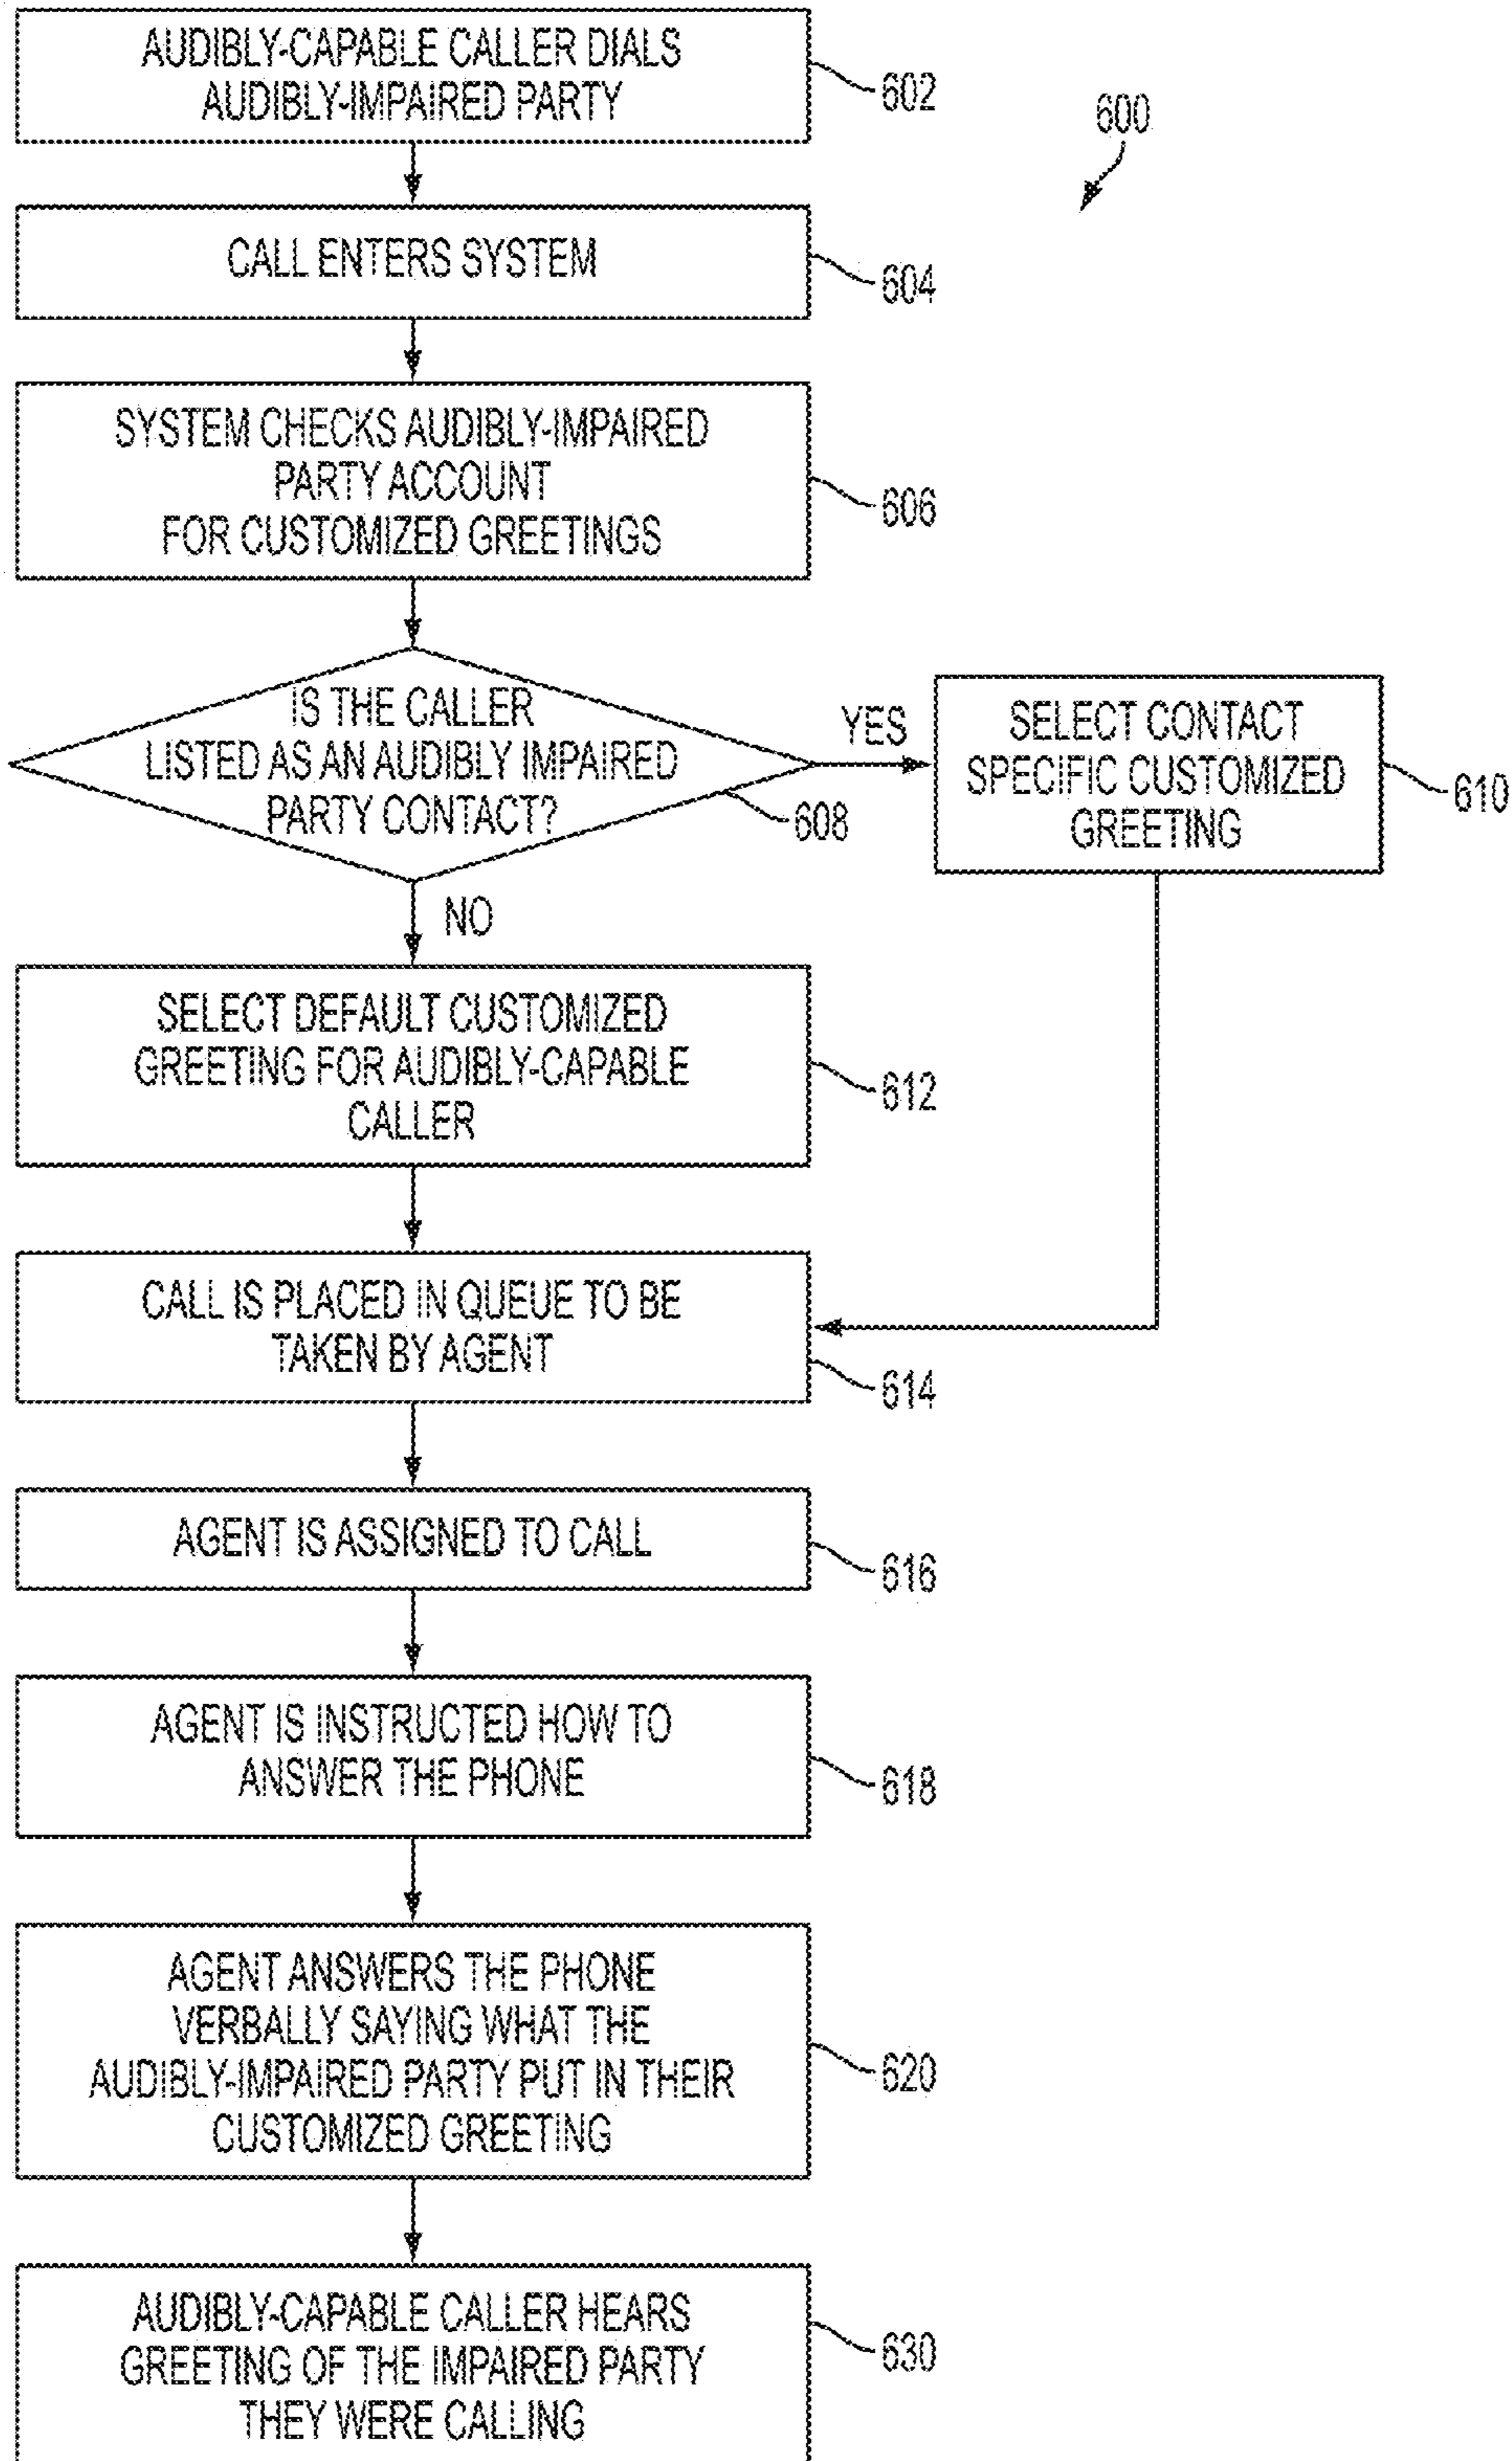 AUDIBLY-CAPABLE CALLER DIALS
AUDIBLY-IMPAIRED PARTY
602
600
CALL ENTERS SYSTEM
604
SYSTEM CHECKS AUDIBLY-IMPAIRED
PARTY ACCOUNT
FOR CUSTOMIZED GREETINGS
606
IS THE CALLER
LISTED AS AN AUDIBLY IMPAIRED
PARTY CONTACT?
608
YES
SELECT CONTACT
SPECIFIC CUSTOMIZED
GREETING
610
NO
SELECT DEFAULT CUSTOMIZED
GREETING FOR AUDIBLY-CAPABLE
CALLER
612
CALL IS PLACED IN QUEUE TO BE
TAKEN BY AGENT
614
AGENT IS ASSIGNED TO CALL
616
AGENT IS INSTRUCTED HOW TO
ANSWER THE PHONE
618
AGENT ANSWERS THE PHONE
VERBALLY SAYING WHAT THE
AUDIBLY-IMPAIRED PARTY PUT IN THEIR
CUSTOMIZED GREETING
620
AUDIBLY-CAPABLE CALLER HEARS
GREETING OF THE IMPAIRED PARTY
THEY WERE CALLING
630